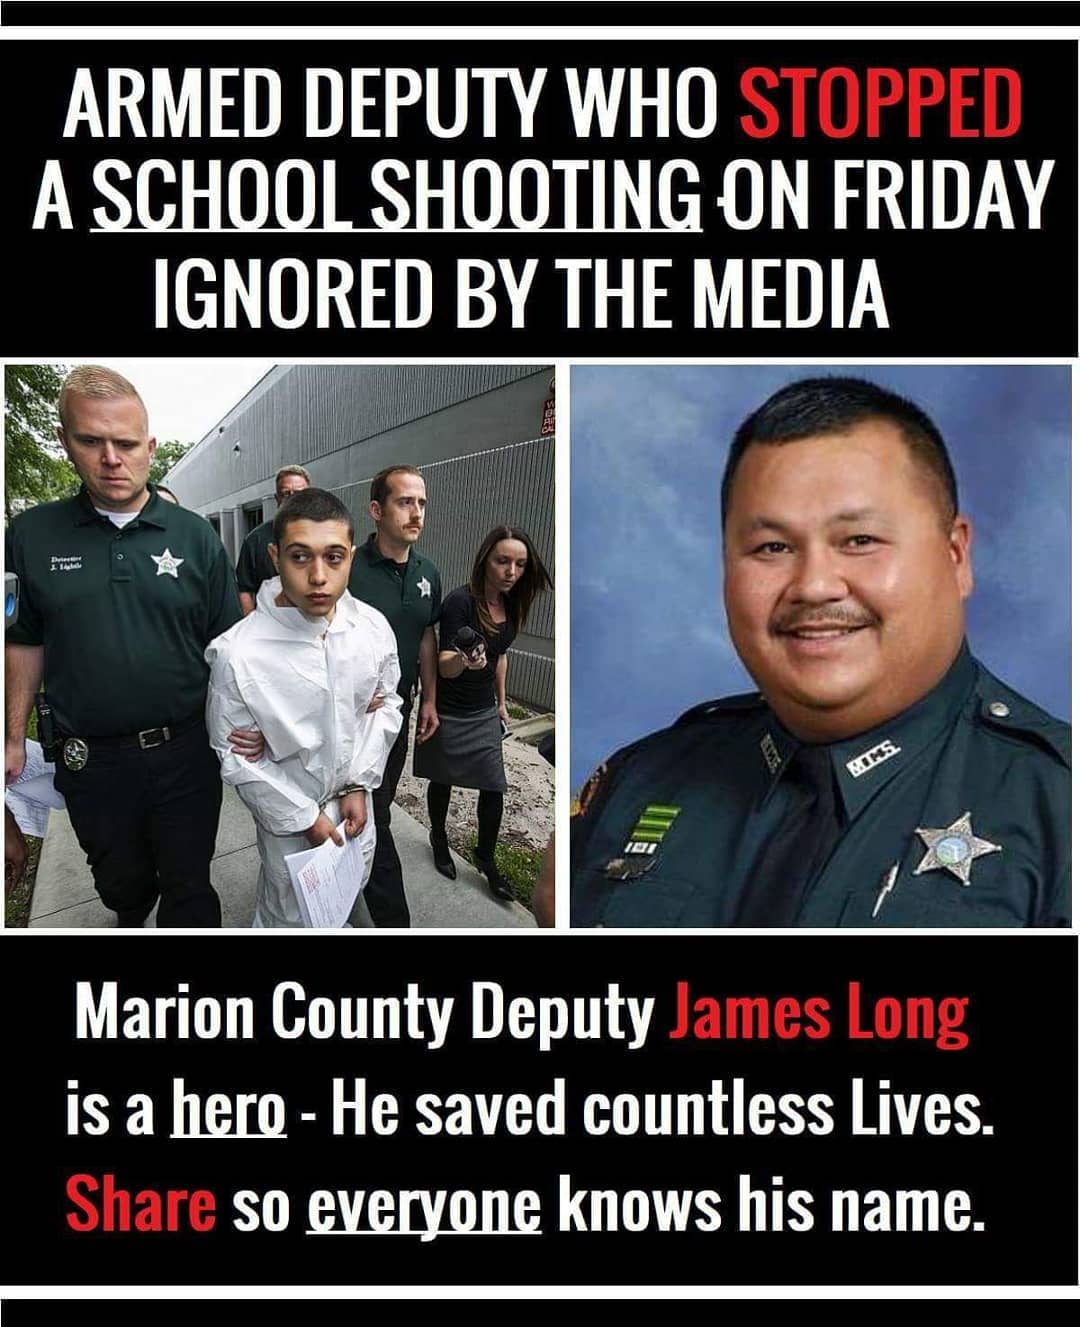 ARMED DEPUTY WHO STOPPED
A SCHOOL SHOOTING ON FRIDAY
IGNORED BY THE MEDIA
Detective
Marion County Deputy James Long
is a hero - He saved countless Lives.
Share so everyone knows his name.